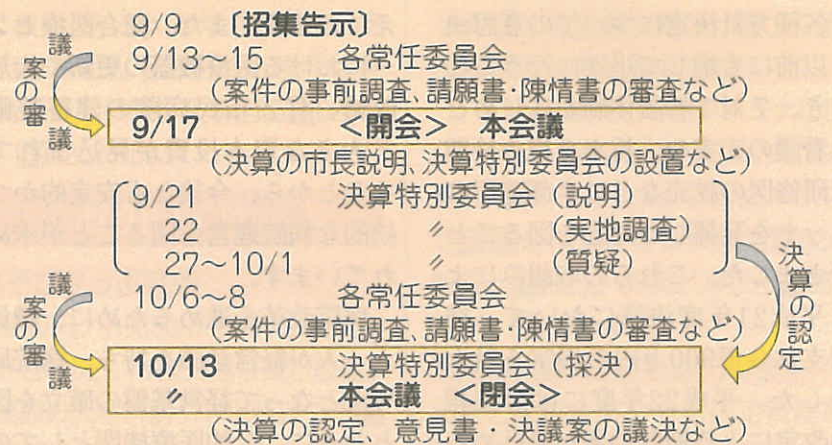 9/9 〔招集告示〕
9/13~15 各常任委員会
(案件の事前調査、請願書・陳情書の審査など)
議案の審議
9/17 <開会> 本会議
(決算の市長説明、決算特別委員会の設置など)
9/21 決算特別委員会(説明)
22 〃 (実地調査)
27~10/1 〃 (質疑)
10/6~8 各常任委員会
(案件の事前調査、請願書・陳情書の審査など)
議案の審議
決算の認定
10/13 決算特別委員会(採決)
〃 本会議 <閉会>
(決算の認定、意見書・決議案の議決など)